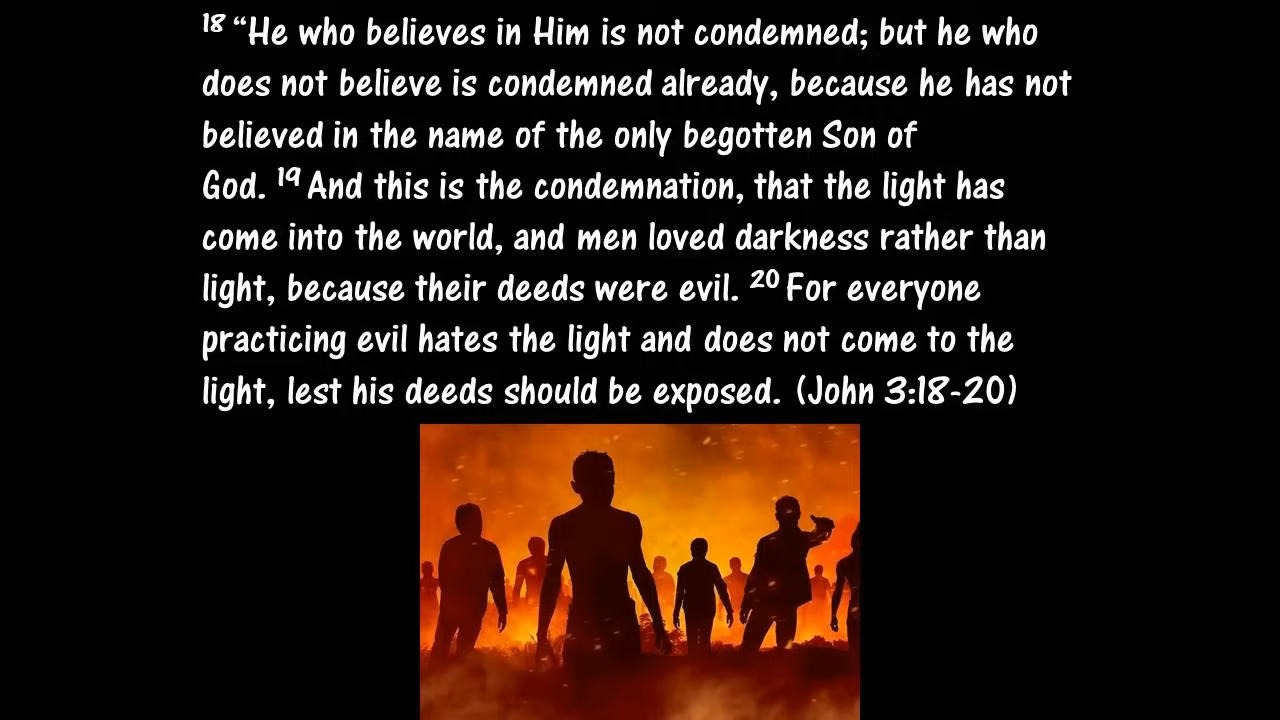 18 “He who believes in Him is not condemned; but he who
does not believe is condemned already, because he has not
believed in the name of the only begotten Son of
God. 19 And this is the condemnation, that the light has
come into the world, and men loved darkness rather than
light, because their deeds were evil. 20 For everyone
practicing evil hates the light and does not come to the
light, lest his deeds should be exposed. (John 3:18-20)